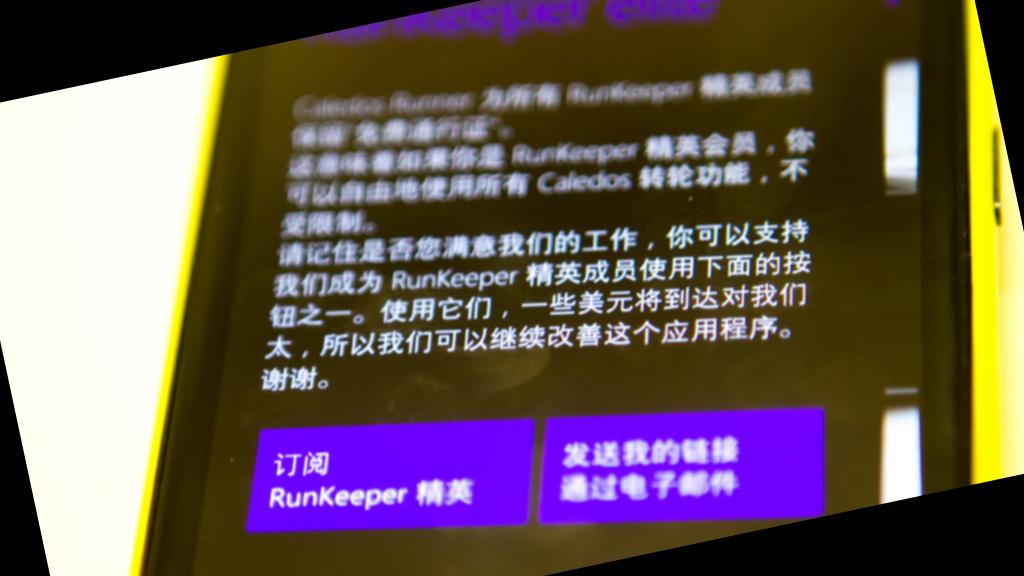 RunKeeper elite
Caledos Runner 为所有 RunKeeper 精英成员
保留"免费通行证"。
这意味着如果你是 RunKeeper 精英会员，你
可以自由地使用所有 Caledos 转轮功能，不
受限制。
请记住是否您满意我们的工作，你可以支持
我们成为 RunKeeper 精英成员使用下面的按
钮之一。使用它们，一些美元将到达对我们
太，所以我们可以继续改善这个应用程序。
谢谢。
订阅
RunKeeper 精英
发送我的链接
通过电子邮件